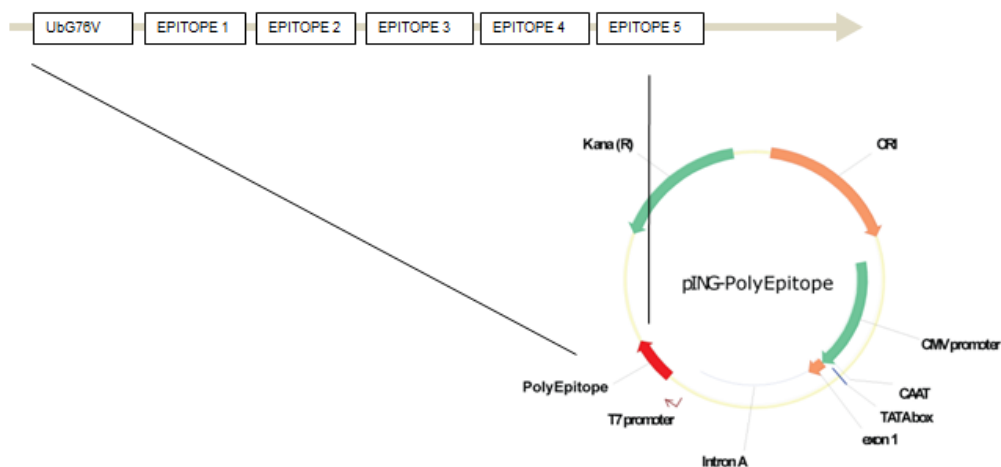 UbG76V EPITOPE 1 EPITOPE 2 EPITOPE 3 EPITOPE 4 EPITOPE 5
Kana (R)
ORI
pING-PolyEpitope
CMV promoter
PolyEpitope
CAAT
T7 promoter
TATA box
exon 1
Intron A